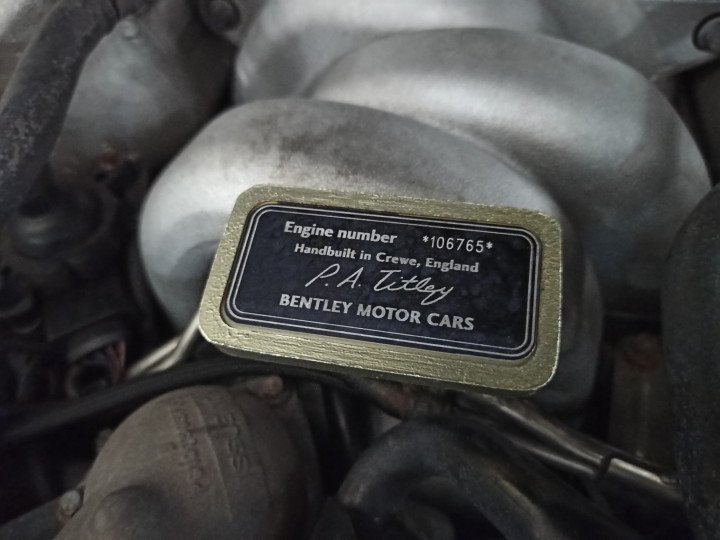 Engine number *106765*
Handbuilt in Crewe, England
P. A. Titley
BENTLEY MOTOR CARS